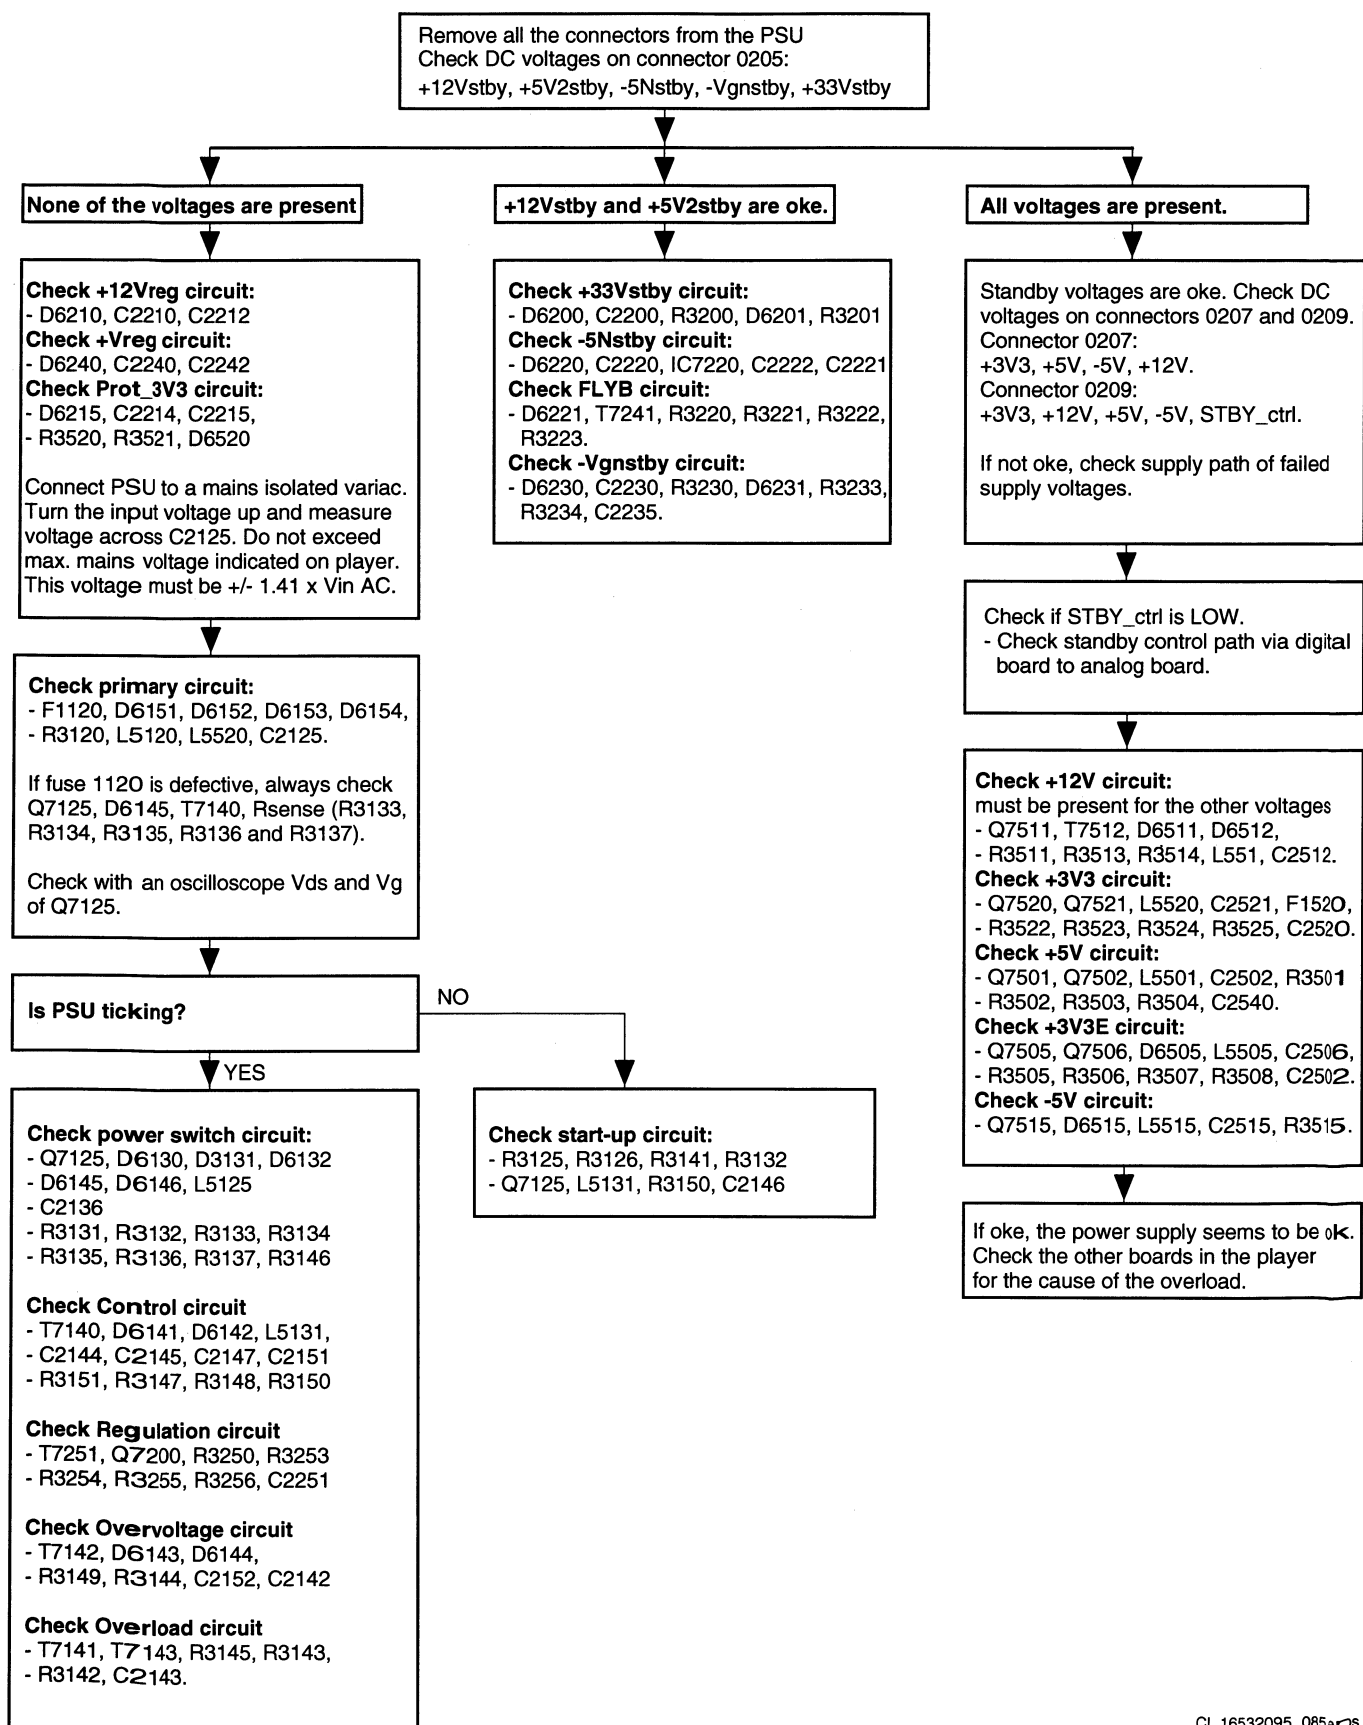 Remove all the connectors from the PSU
Check DC voltages on connector 0205:
+12Vstby, +5V2stby, -5Nstby, -Vgnstby, +33Vstby
None of the voltages are present
Check +12Vreg circuit:
- D6210, C2210, C2212
Check +Vreg circuit:
- D6240, C2240, C2242
Check Prot_3V3 circuit:
- D6215, C2214, C2215,
- R3520, R3521, D6520
Connect PSU to a mains isolated variac.
Turn the input voltage up and measure
voltage across C2125. Do not exceed
max. mains voltage indicated on player.
This voltage must be +/- 1.41 x Vin AC.
Check primary circuit:
- F1120, D6151, D6152, D6153, D6154,
- R3120, L5120, L5520, C2125.
If fuse 1120 is defective, always check
Q7125, D6145, T7140, Rsense (R3133,
R3134, R3135, R3136 and R3137).
Check with an oscilloscope Vds and Vg
of Q7125.
Is PSU ticking?
NO
YES
Check power switch circuit:
- Q7125, D6130, D3131, D6132
- D6145, D6146, L5125
- C2136
- R3131, R3132, R3133, R3134
- R3135, R3136, R3137, R3146
Check Control circuit
- T7140, D6141, D6142, L5131,
- C2144, C2145, C2147, C2151
- R3151, R3147, R3148, R3150
Check Regulation circuit
- T7251, Q7200, R3250, R3253
- R3254, R3255, R3256, C2251
Check Overvoltage circuit
- T7142, D6143, D6144,
- R3149, R3144, C2152, C2142
Check Overload circuit
- T7141, T7143, R3145, R3143,
- R3142, C2143.
Check start-up circuit:
- R3125, R3126, R3141, R3132
- Q7125, L5131, R3150, C2146
+12Vstby and +5V2stby are oke.
Check +33Vstby circuit:
- D6200, C2200, R3200, D6201, R3201
Check -5Nstby circuit:
- D6220, C2220, IC7220, C2222, C2221
Check FLYB circuit:
- D6221, T7241, R3220, R3221, R3222,
R3223.
Check -Vgnstby circuit:
- D6230, C2230, R3230, D6231, R3233,
R3234, C2235.
All voltages are present.
Standby voltages are oke. Check DC
voltages on connectors 0207 and 0209.
Connector 0207:
+3V3, +5V, -5V, +12V.
Connector 0209:
+3V3, +12V, +5V, -5V, STBY_ctrl.
If not oke, check supply path of failed
supply voltages.
Check if STBY_ctrl is LOW.
- Check standby control path via digital
board to analog board.
Check +12V circuit:
must be present for the other voltages
- Q7511, T7512, D6511, D6512,
- R3511, R3513, R3514, L551, C2512.
Check +3V3 circuit:
- Q7520, Q7521, L5520, C2521, F1520,
- R3522, R3523, R3524, R3525, C2520.
Check +5V circuit:
- Q7501, Q7502, L5501, C2502, R3501
- R3502, R3503, R3504, C2540.
Check +3V3E circuit:
- Q7505, Q7506, D6505, L5505, C2506,
- R3505, R3506, R3507, R3508, C2502.
Check -5V circuit:
- Q7515, D6515, L5515, C2515, R3515.
If oke, the power supply seems to be ok.
Check the other boards in the player
for the cause of the overload.
CL 16532095_085